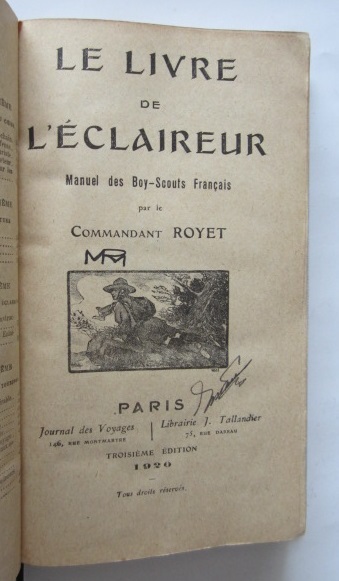 LE LIVRE
DE
L'ÉCLAIREUR
Manuel des Boy-Scouts Français
par le
COMMANDANT ROYET
PARIS
Journal des Voyages
146, RUE MONTMARTRE
Librairie J. Tallandier
75, RUE DAREAU
TROISIÈME ÉDITION
1920
Tous droits réservés.